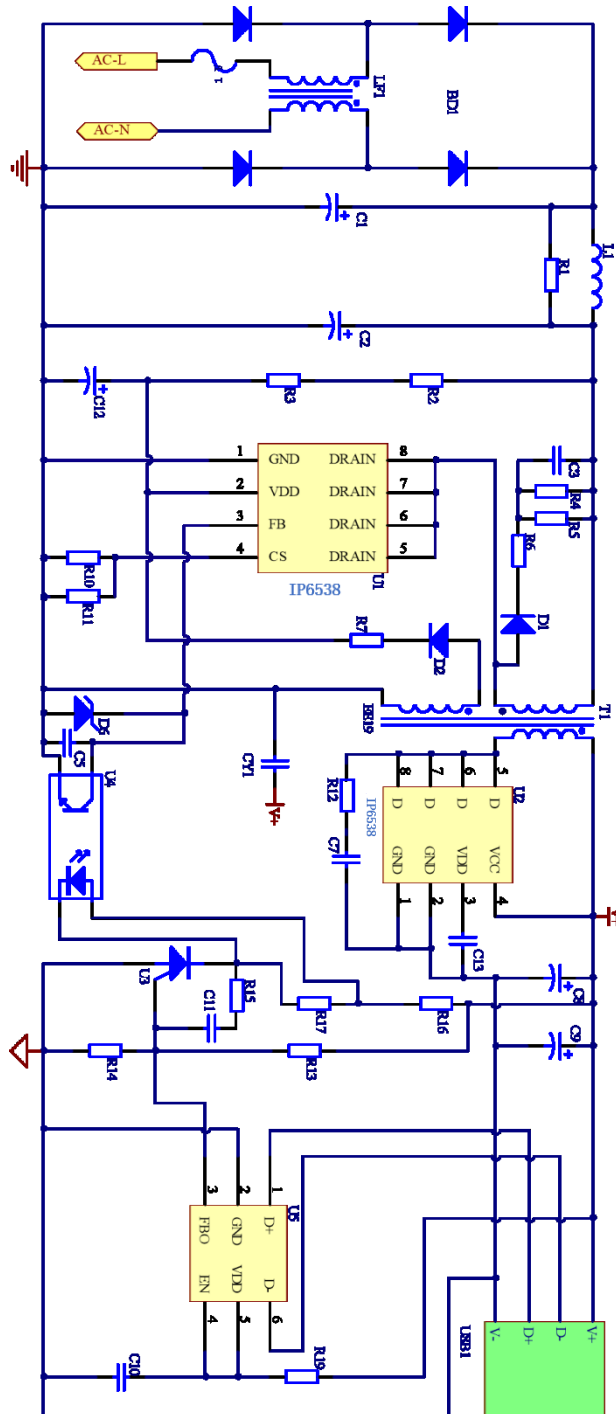 AC-L
AC-N
LF1
BD1
C1
L1
R1
C2
C12
R3
R2
1 GND DRAIN 8
2 VDD DRAIN 7
3 FB DRAIN 6
4 CS DRAIN 5
U1
IP6538
C3
R4
R5
R6
D1
R10
R11
R7
D2
EE19
T1
C5
U4
CY1
V+
R12
C7
IP6538
U2
8 D GND 1
7 D GND 2
6 D VDD 3
5 D VCC 4
C13
C8
C9
U3
R15
C11
R17
R16
R14
R13
U5
3 FBO EN 4
2 GND VDD 5
1 D+ D- 6
C10
R19
USB1
V-
D+
D-
V+